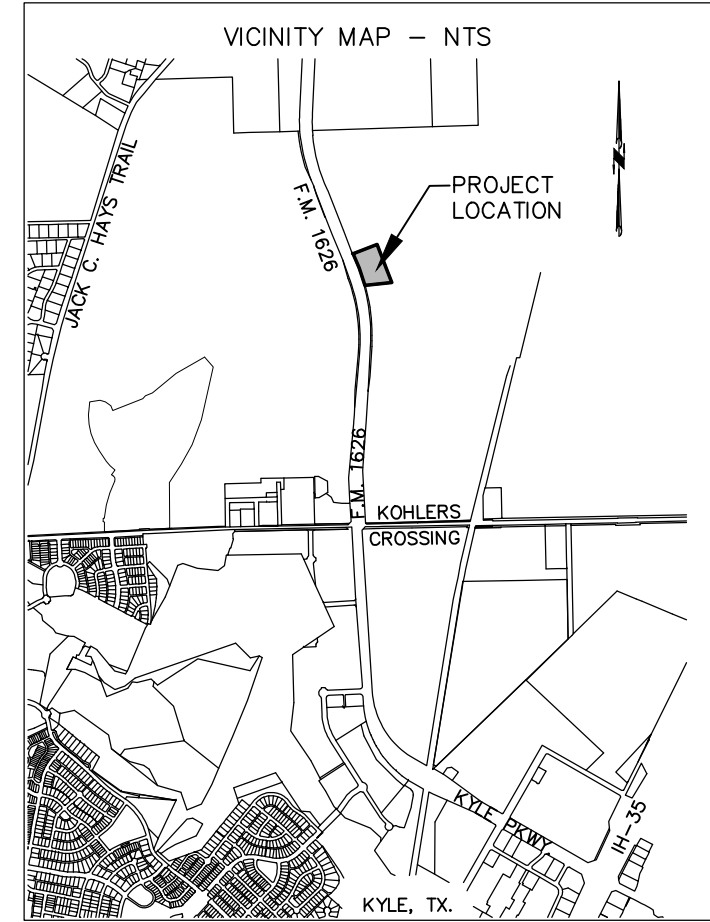 VICINITY MAP – NTS
JACK C. HAYS TRAIL
F.M. 1626
N
PROJECT
LOCATION
F.M. 1626
KOHLERS
CROSSING
KYLE PKWY
IH-35
KYLE, TX.